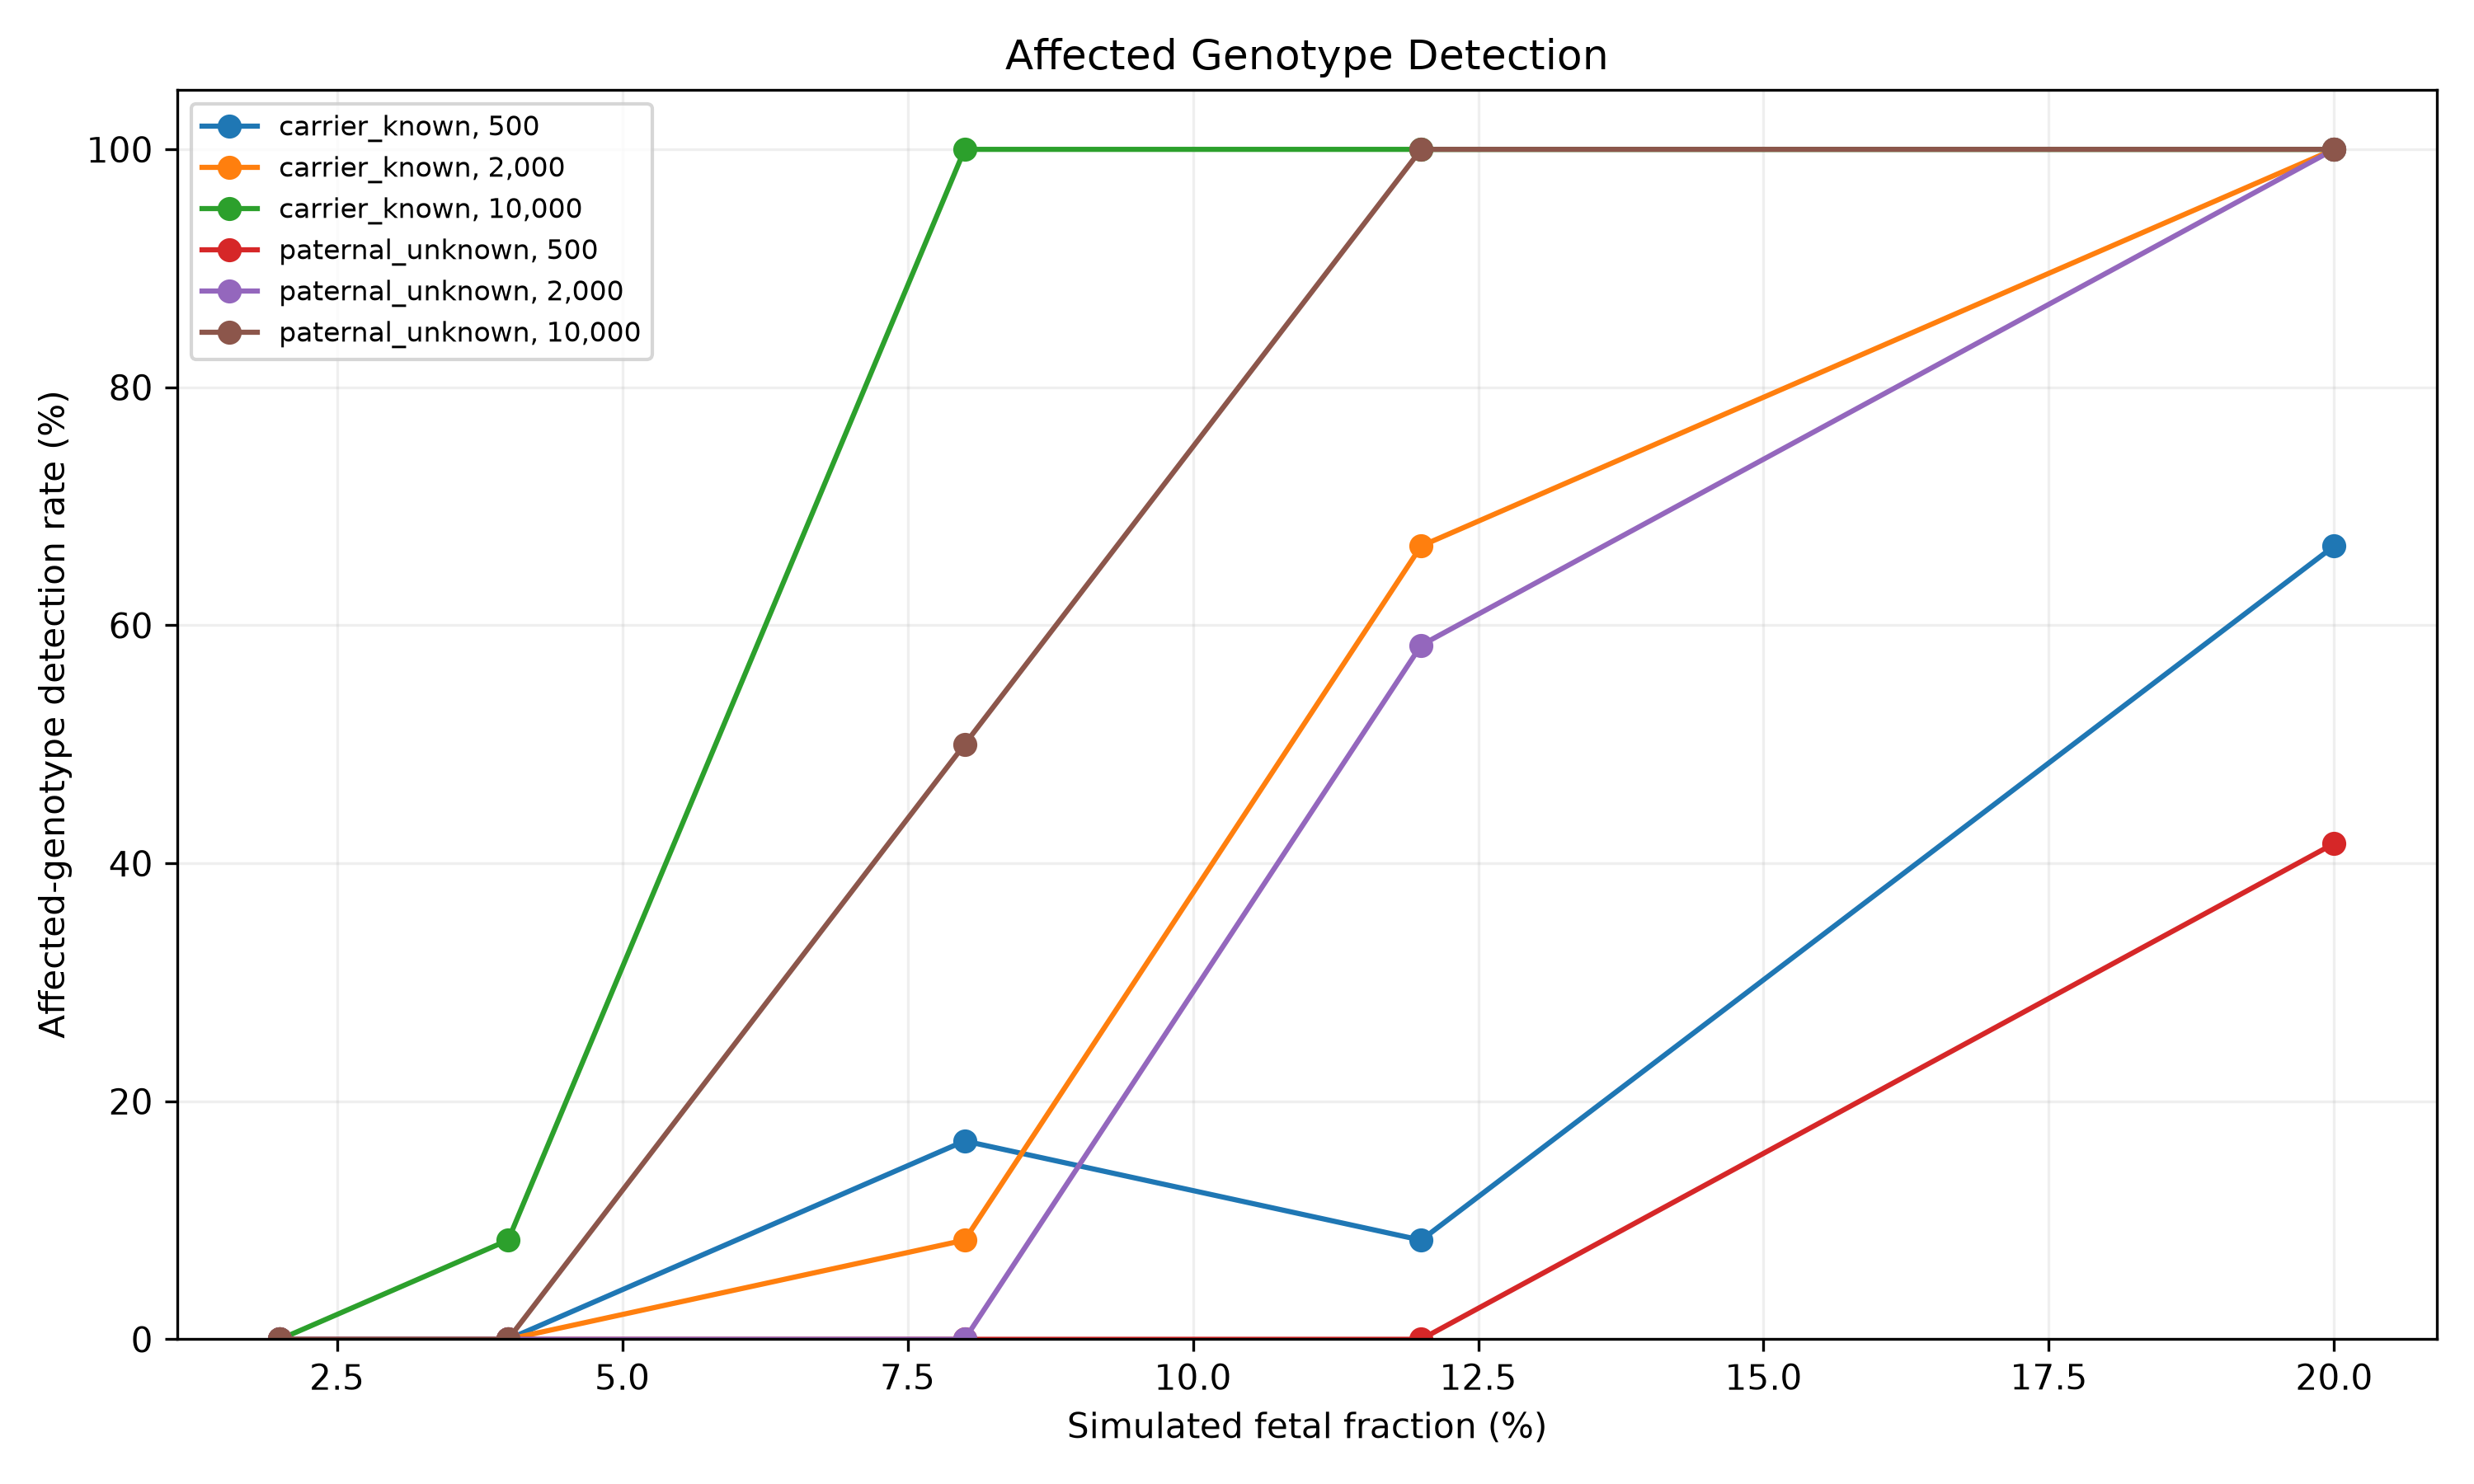 Affected Genotype Detection
carrier_known, 500
carrier_known, 2,000
carrier_known, 10,000
paternal_unknown, 500
paternal_unknown, 2,000
paternal_unknown, 10,000
Affected-genotype detection rate (%)
100
80
60
40
20
0
2.5 5.0 7.5 10.0 12.5 15.0 17.5 20.0
Simulated fetal fraction (%)